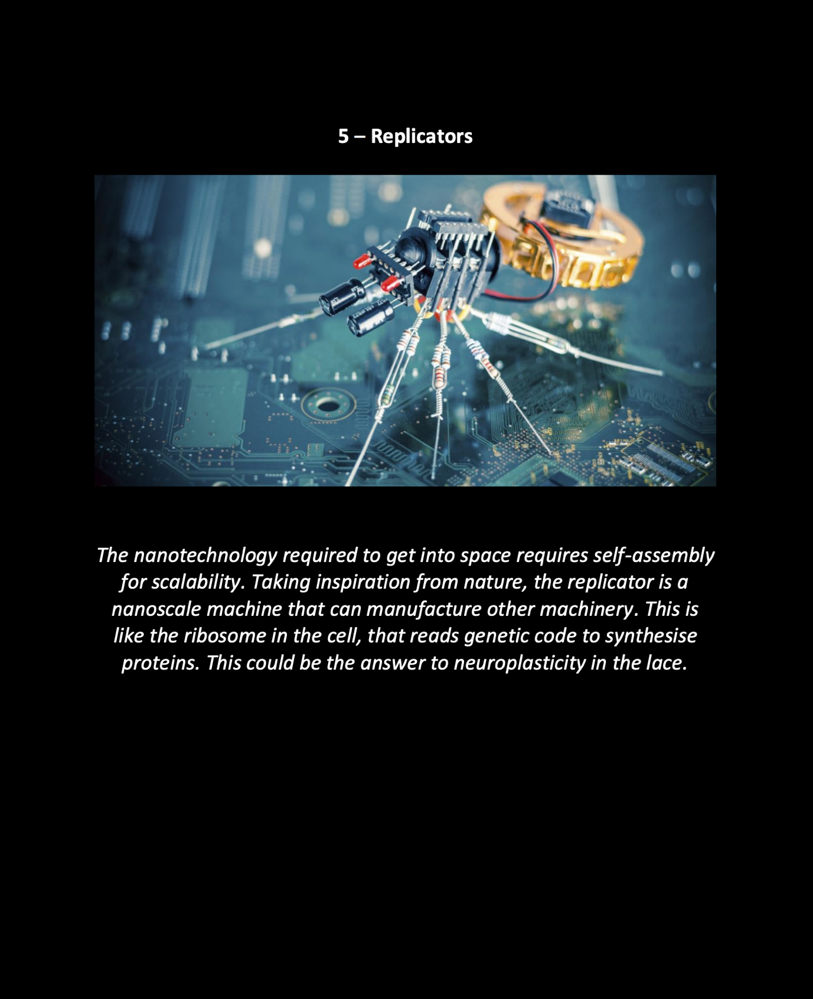 5 – Replicators
The nanotechnology required to get into space requires self-assembly
for scalability. Taking inspiration from nature, the replicator is a
nanoscale machine that can manufacture other machinery. This is
like the ribosome in the cell, that reads genetic code to synthesise
proteins. This could be the answer to neuroplasticity in the lace.